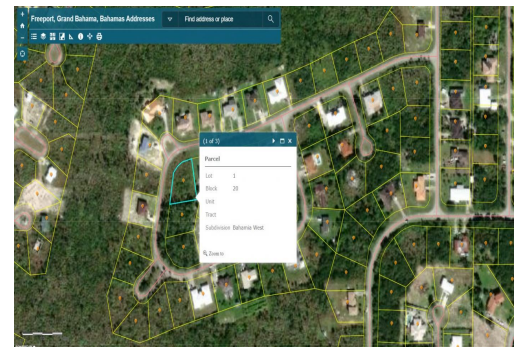 Freeport, Grand Bahama, Bahamas Addresses
Find address or place
(1 of 3)
Parcel
Lot 1
Block 20
Unit
Tract
Subdivision Bahamia West
Zoom to